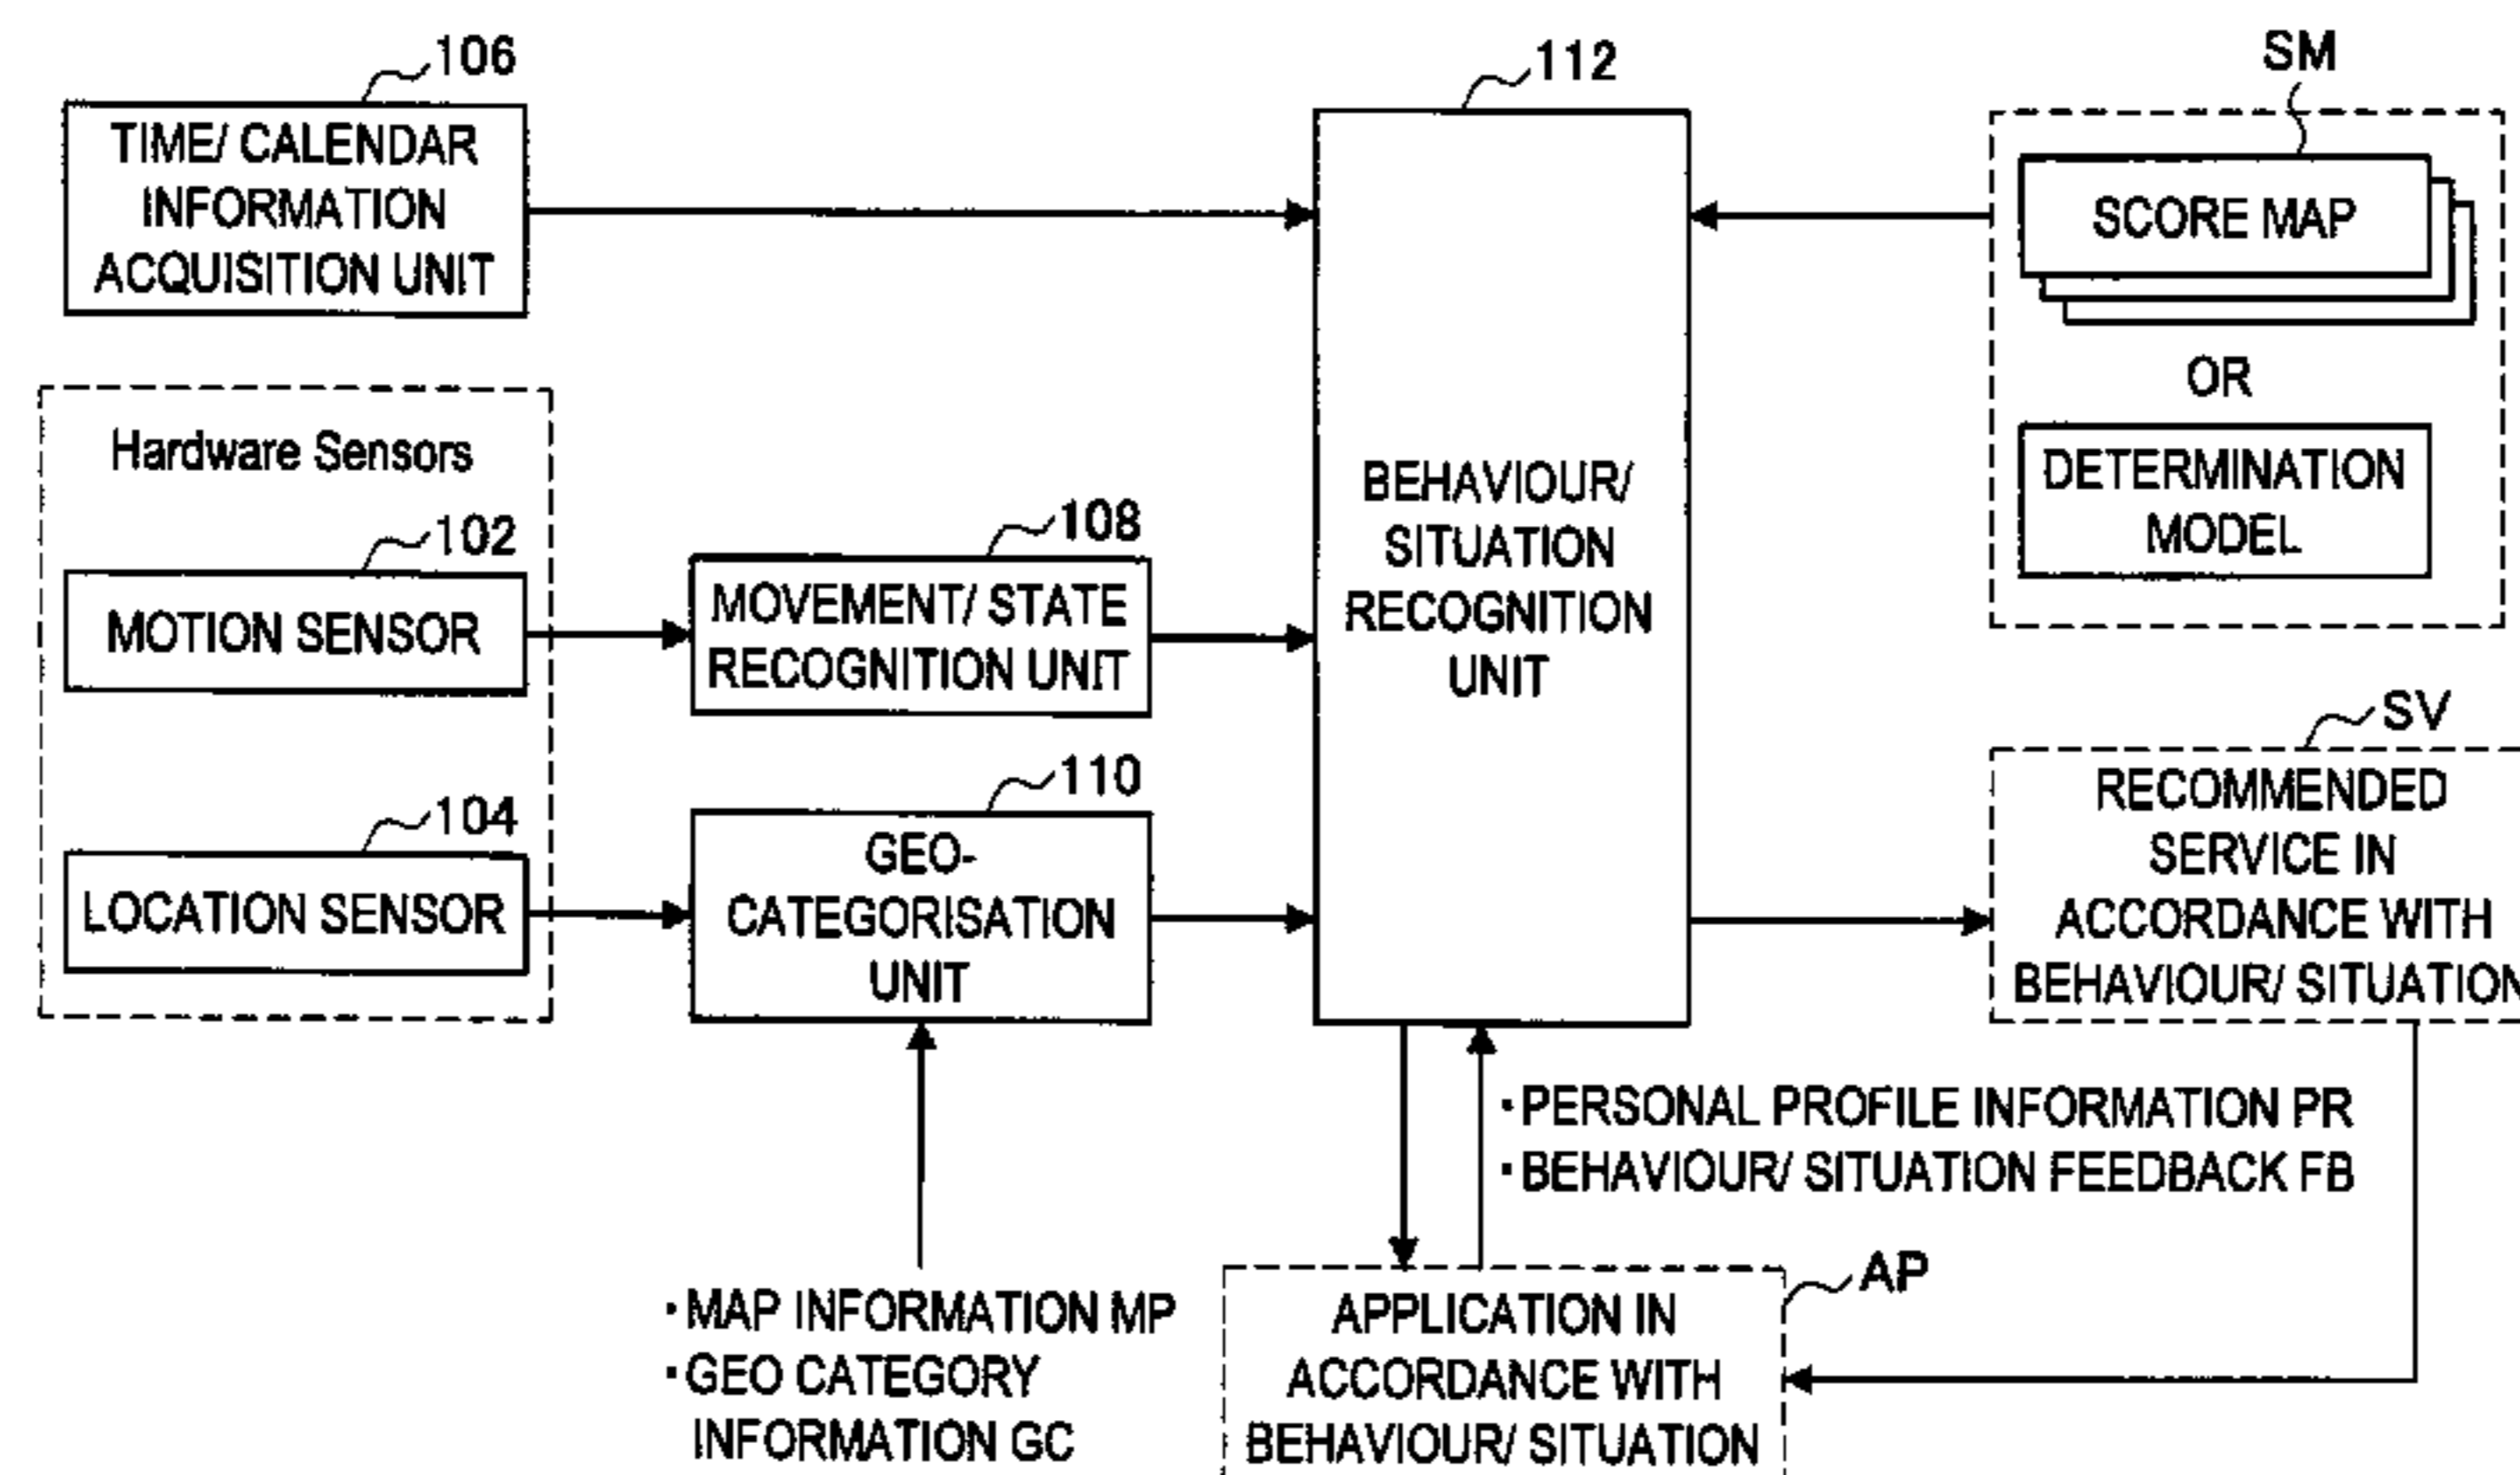 106
TIME/ CALENDAR
INFORMATION
ACQUISITION UNIT
Hardware Sensors
102
MOTION SENSOR
104
LOCATION SENSOR
108
MOVEMENT/ STATE
RECOGNITION UNIT
110
GEO-
CATEGORISATION
UNIT
・MAP INFORMATION MP
・GEO CATEGORY
INFORMATION GC
112
BEHAVIOUR/
SITUATION
RECOGNITION
UNIT
SM
SCORE MAP
OR
DETERMINATION
MODEL
SV
RECOMMENDED
SERVICE IN
ACCORDANCE WITH
BEHAVIOUR/ SITUATION
・PERSONAL PROFILE INFORMATION PR
・BEHAVIOUR/ SITUATION FEEDBACK FB
AP
APPLICATION IN
ACCORDANCE WITH
BEHAVIOUR/ SITUATION